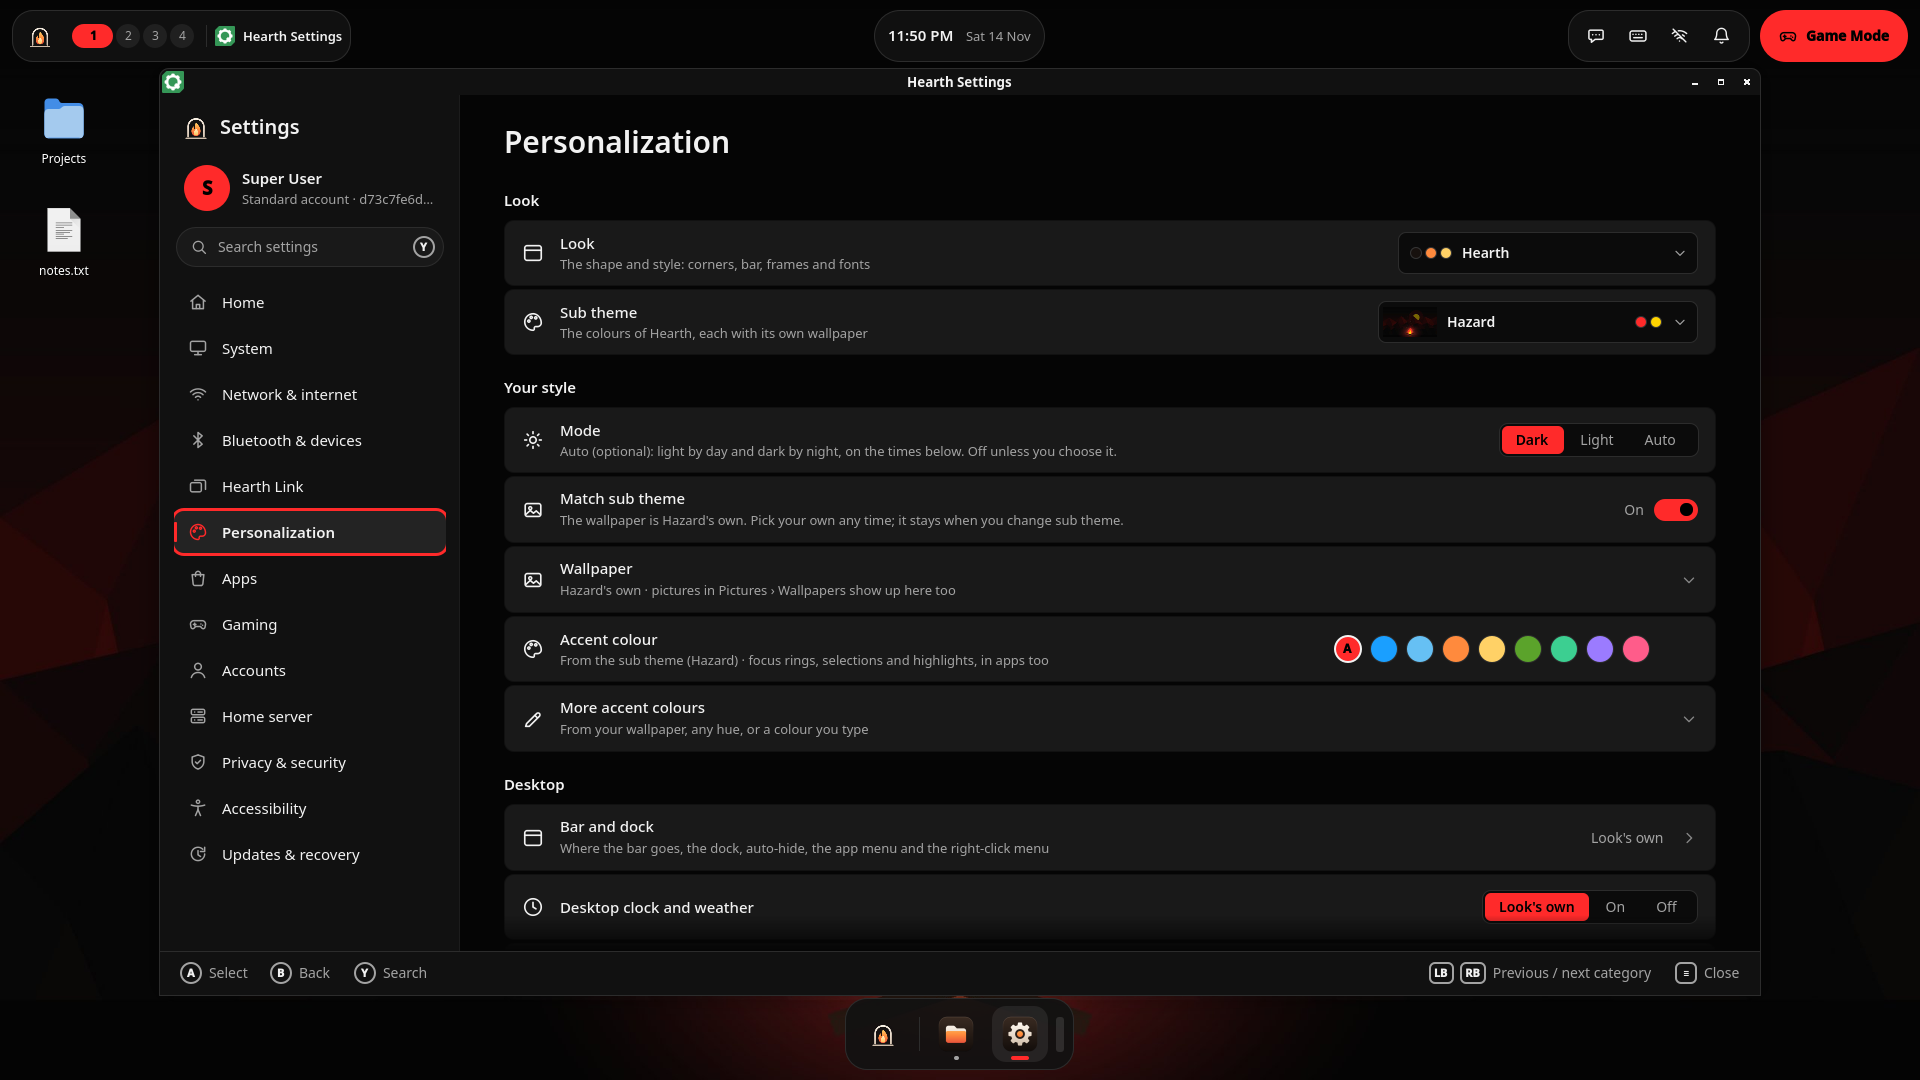 1 2 3 4 Hearth Settings
11:50 PM Sat 14 Nov
Game Mode
Projects
notes.txt
Hearth Settings
Settings
S
Super User
Standard account · d73c7fe6d...
Search settings Y
Home
System
Network & internet
Bluetooth & devices
Hearth Link
Personalization
Apps
Gaming
Accounts
Home server
Privacy & security
Accessibility
Updates & recovery
Personalization
Look
Look
The shape and style: corners, bar, frames and fonts
Hearth
Sub theme
The colours of Hearth, each with its own wallpaper
Hazard
Your style
Mode
Auto (optional): light by day and dark by night, on the times below. Off unless you choose it.
Dark Light Auto
Match sub theme
The wallpaper is Hazard's own. Pick your own any time; it stays when you change sub theme.
On
Wallpaper
Hazard's own · pictures in Pictures › Wallpapers show up here too
Accent colour
From the sub theme (Hazard) · focus rings, selections and highlights, in apps too
A
More accent colours
From your wallpaper, any hue, or a colour you type
Desktop
Bar and dock
Where the bar goes, the dock, auto-hide, the app menu and the right-click menu
Look's own
Desktop clock and weather
Look's own On Off
A Select B Back Y Search
LB RB Previous / next category Close